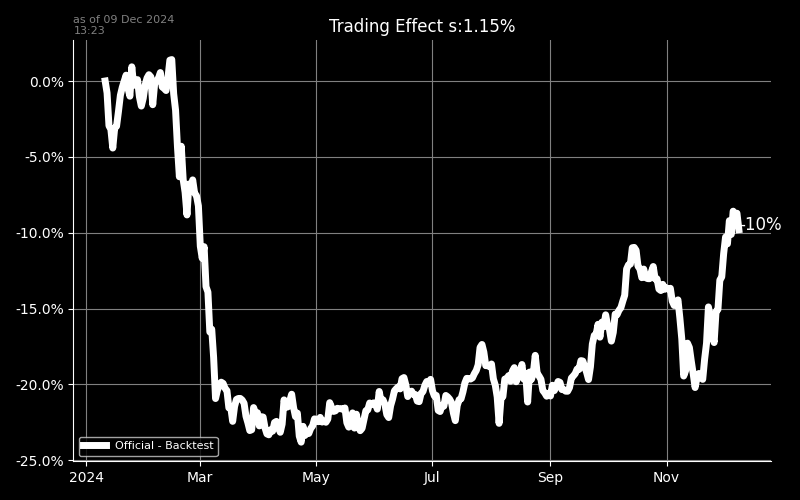 as of 09 Dec 2024
13:23
Trading Effect s:1.15%
0.0%
-5.0%
-10.0%
-10%
-15.0%
-20.0%
Official - Backtest
-25.0%
2024 Mar May Jul Sep Nov